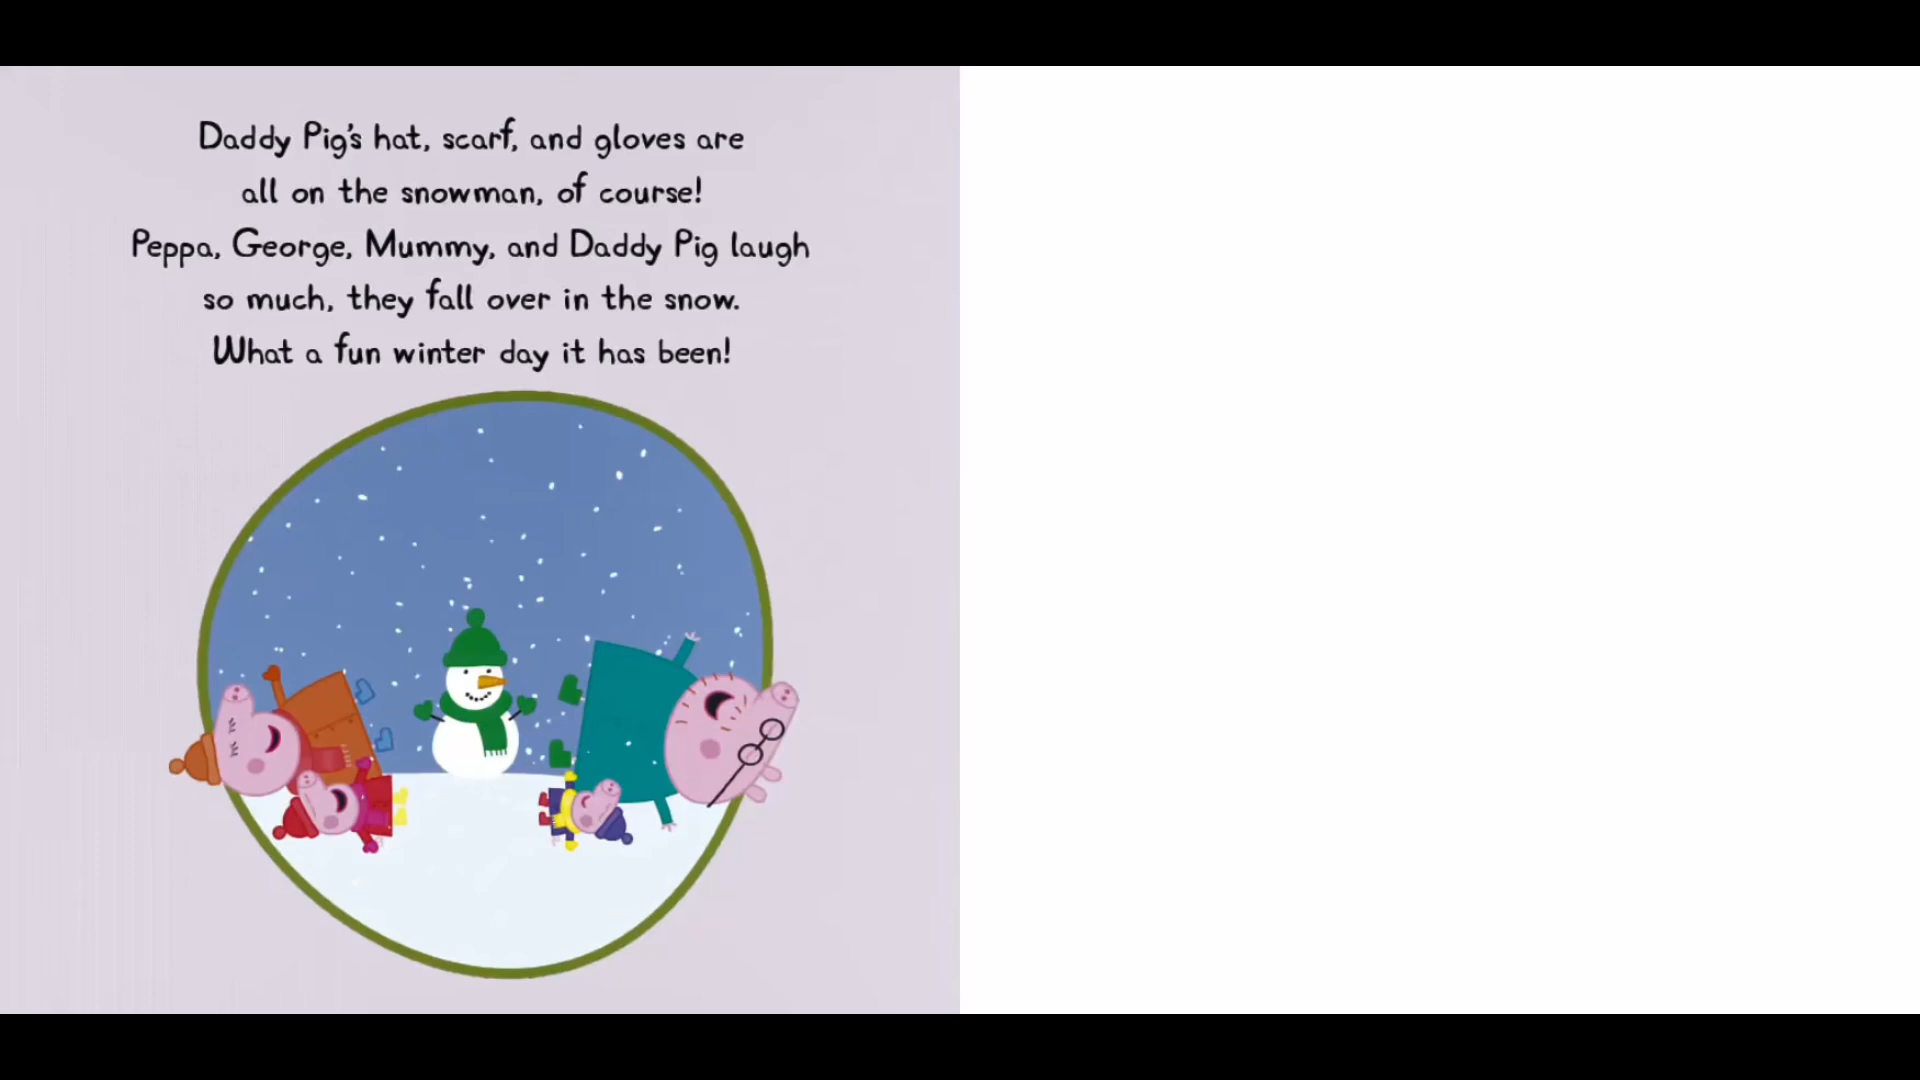 Daddy Pig's hat, scarf, and gloves are
all on the snowman, of course!
Peppa, George, Mummy, and Daddy Pig laugh
so much, they fall over in the snow.
What a fun winter day it has been!